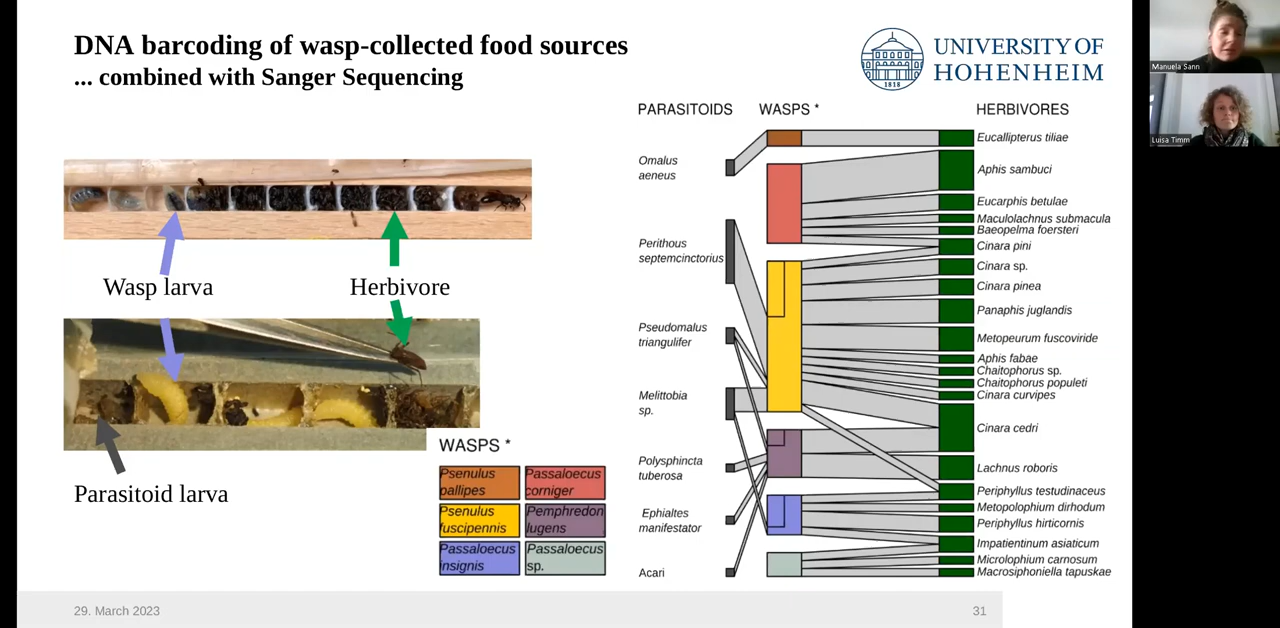 DNA barcoding of wasp-collected food sources
... combined with Sanger Sequencing
UNIVERSITY OF
HOHENHEIM
1818
Manuela Sann
Luisa Timm
Wasp larva
Herbivore
Parasitoid larva
WASPS *
Psenulus
pallipes
Passaloecus
corniger
Psenulus
fuscipennis
Pemphredon
lugens
Passaloecus
insignis
Passaloecus
sp.
PARASITOIDS
WASPS *
HERBIVORES
Omalus
aeneus
Perithous
septemcinctorius
Pseudomalus
triangulifer
Melittobia
sp.
Polysphincta
tuberosa
Ephialtes
manifestator
Acari
Eucallipterus tiliae
Aphis sambuci
Eucarphis betulae
Maculolachnus submacula
Baeopelma foersteri
Cinara pini
Cinara sp.
Cinara pinea
Panaphis juglandis
Metopeurum fuscoviride
Aphis fabae
Chaitophorus sp.
Chaitophorus populeti
Cinara curvipes
Cinara cedri
Lachnus roboris
Periphyllus testudinaceus
Metopolophium dirhodum
Periphyllus hirticornis
Impatientinum asiaticum
Microlophium carnosum
Macrosiphoniella tapuskae
29. March 2023
31